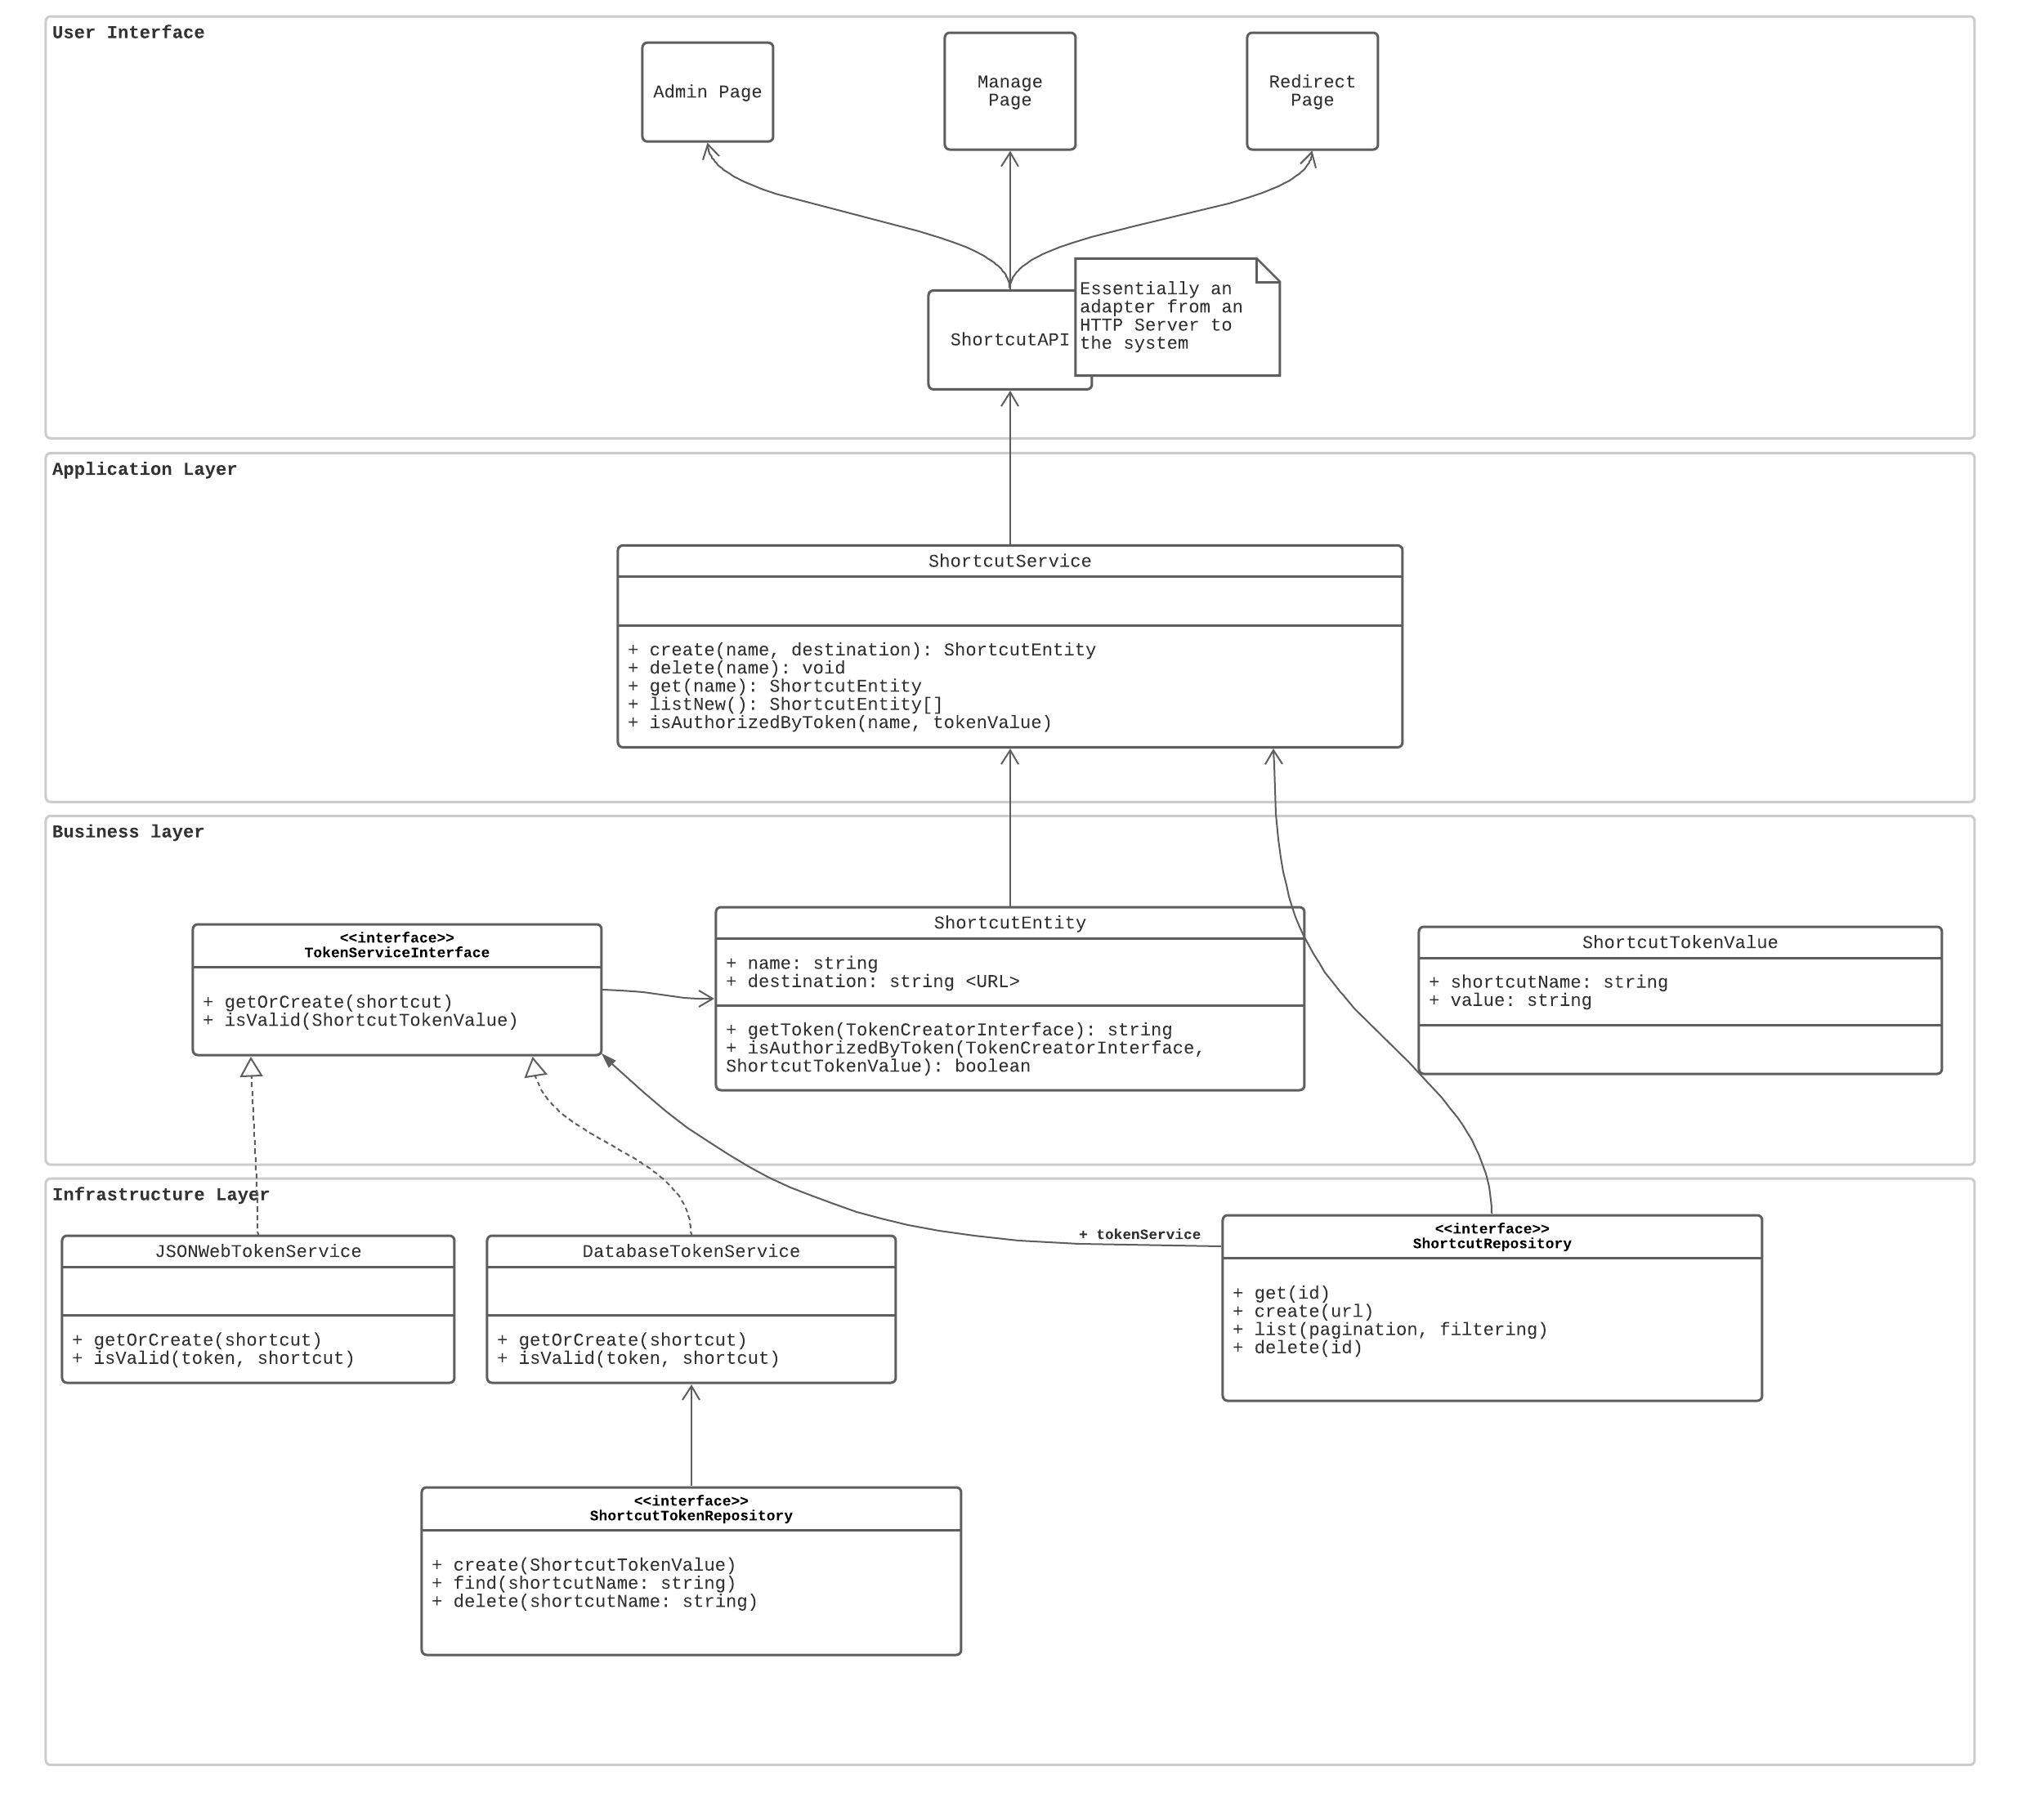 User Interface
Admin Page
Manage
Page
Redirect
Page
Essentially an
adapter from an
HTTP Server to
the system
ShortcutAPI
Application Layer
ShortcutService
+ create(name, destination): ShortcutEntity
+ delete(name): void
+ get(name): ShortcutEntity
+ listNew(): ShortcutEntity[]
+ isAuthorizedByToken(name, tokenValue)
Business layer
<<interface>>
TokenServiceInterface
+ getOrCreate(shortcut)
+ isValid(ShortcutTokenValue)
ShortcutEntity
+ name: string
+ destination: string <URL>
+ getToken(TokenCreatorInterface): string
+ isAuthorizedByToken(TokenCreatorInterface,
ShortcutTokenValue): boolean
ShortcutTokenValue
+ shortcutName: string
+ value: string
Infrastructure Layer
JSONWebTokenService
+ getOrCreate(shortcut)
+ isValid(token, shortcut)
DatabaseTokenService
+ getOrCreate(shortcut)
+ isValid(token, shortcut)
+ tokenService
<<interface>>
ShortcutRepository
+ get(id)
+ create(url)
+ list(pagination, filtering)
+ delete(id)
<<interface>>
ShortcutTokenRepository
+ create(ShortcutTokenValue)
+ find(shortcutName: string)
+ delete(shortcutName: string)